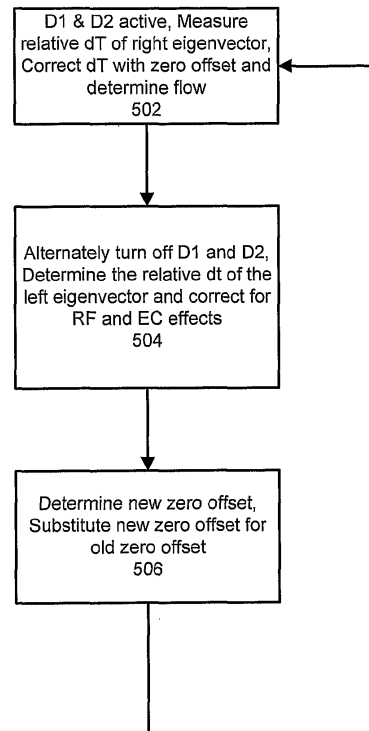 D1 & D2 active, Measure
relative dT of right eigenvector,
Correct dT with zero offset and
determine flow
502
Alternately turn off D1 and D2,
Determine the relative dt of the
left eigenvector and correct for
RF and EC effects
504
Determine new zero offset,
Substitute new zero offset for
old zero offset
506